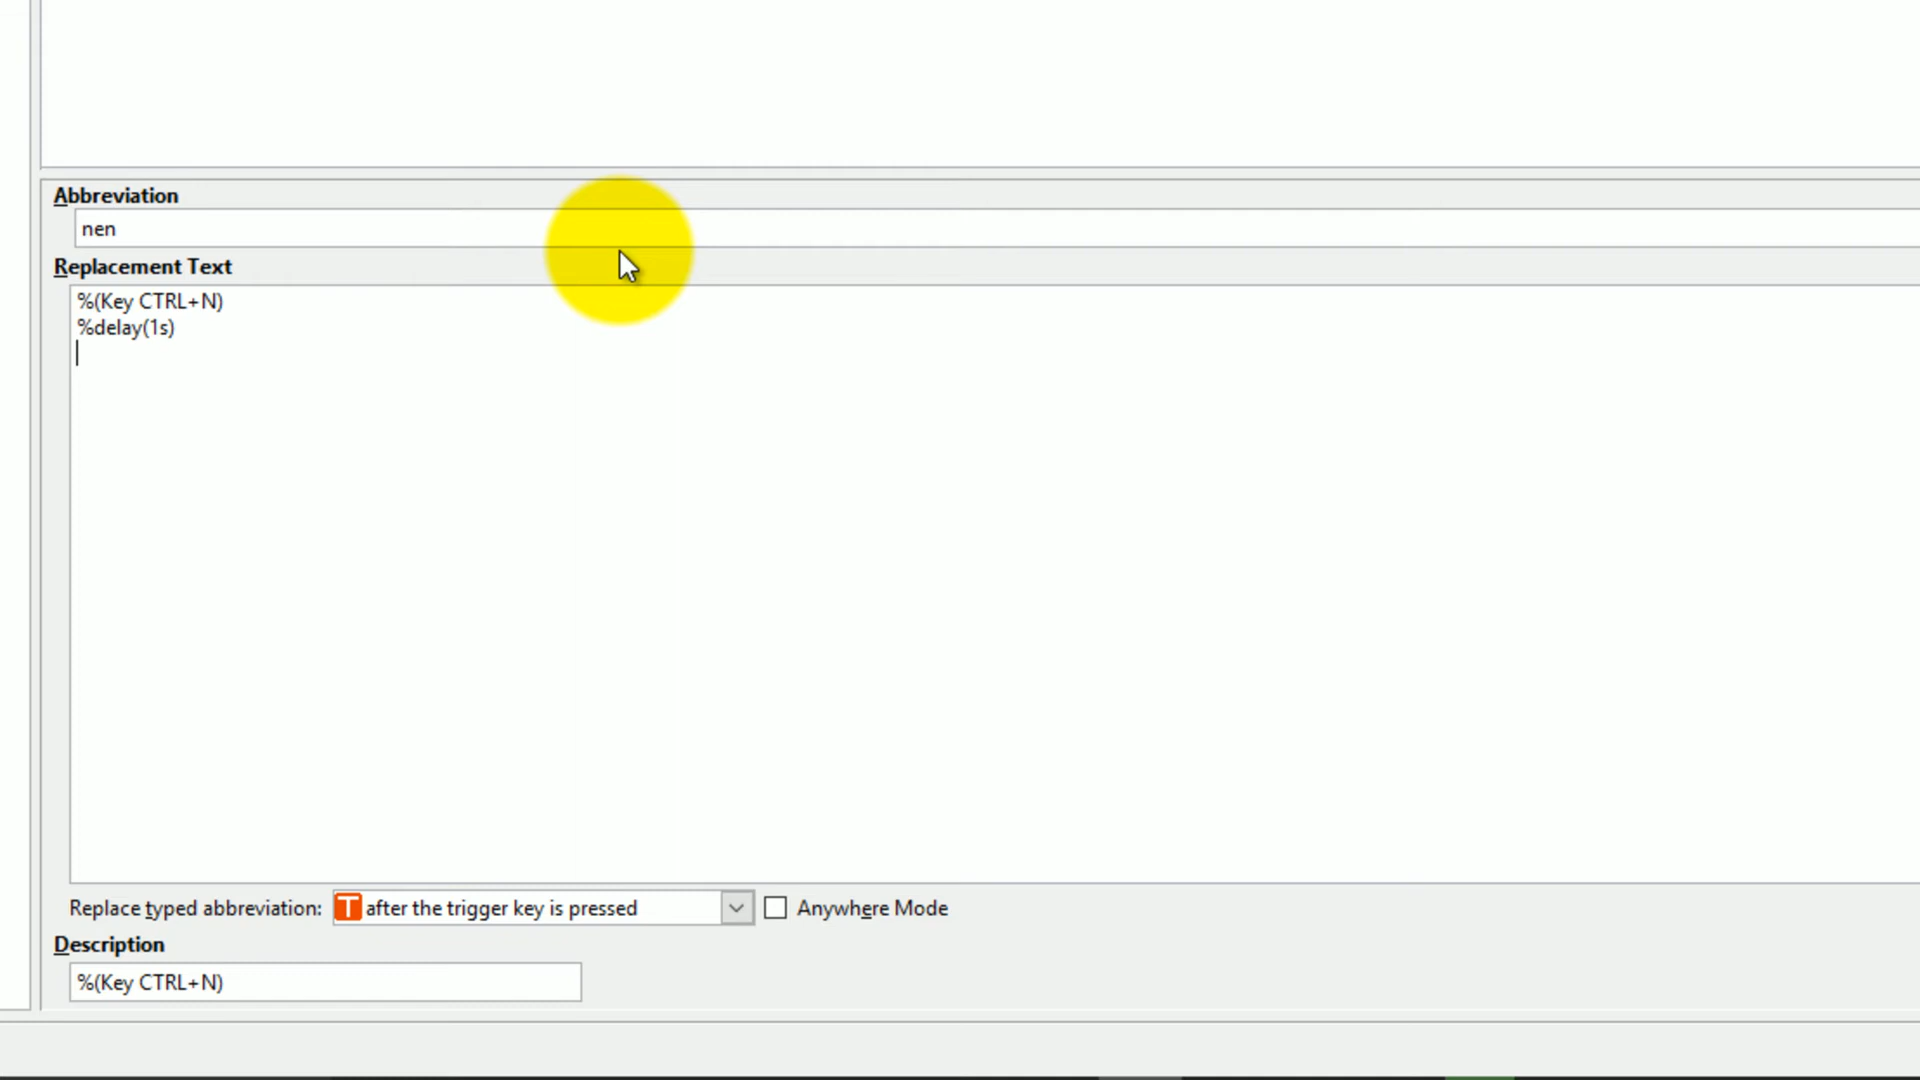 Abbreviation
nen
Replacement Text
%(Key CTRL+N)
%delay(1s)
Replace typed abbreviation: T after the trigger key is pressed Anywhere Mode
Description
%(Key CTRL+N)